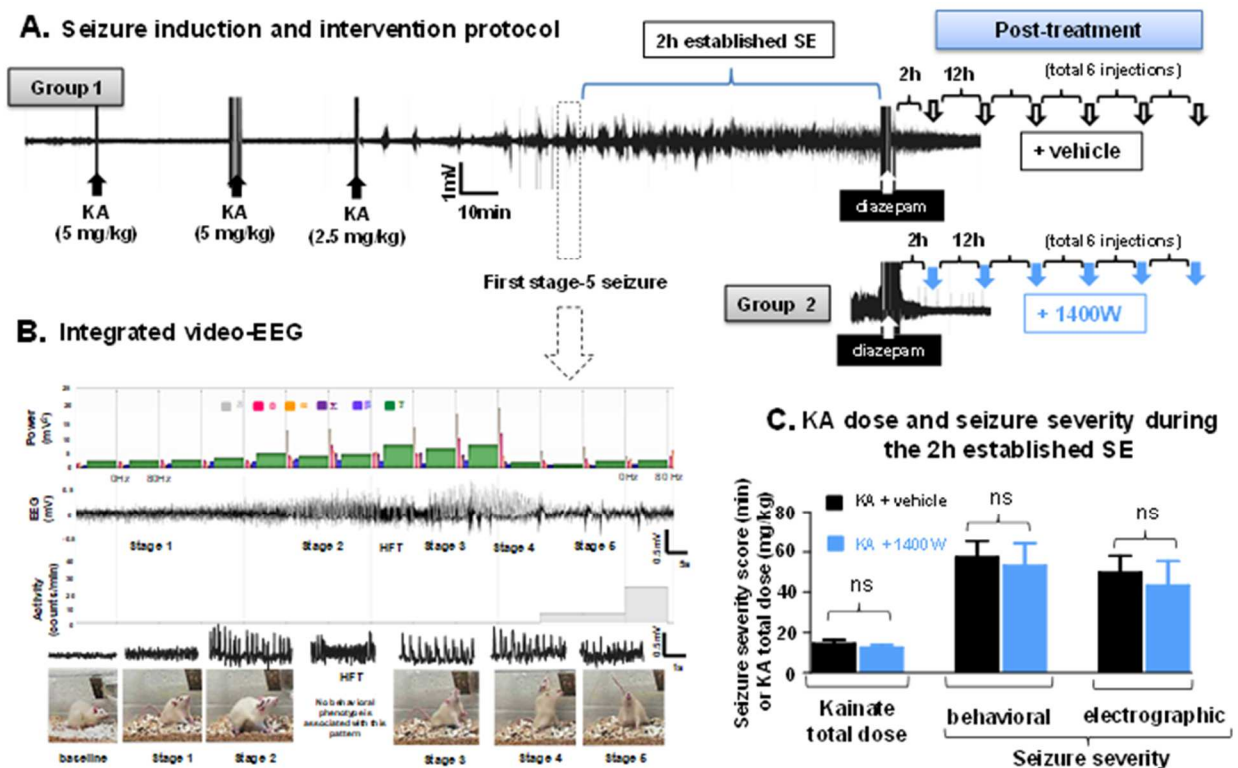 A. Seizure induction and intervention protocol
2h established SE
Post-treatment
Group 1
2h 12h (total 6 injections)
+ vehicle
1mV
10min
KA
(5 mg/kg)
KA
(5 mg/kg)
KA
(2.5 mg/kg)
diazepam
First stage-5 seizure
2h 12h (total 6 injections)
Group 2
+ 1400W
diazepam
B. Integrated video-EEG
Power
(mV²)
0Hz 80Hz 0Hz 80Hz
EEG
(mV)
Stage 1 Stage 2 HFT Stage 3 Stage 4 Stage 5
0.5mV
5s
Activity
(counts/min)
0.5mV
1s
HFT
No behavioral
phenotype is
associated with this
pattern
baseline Stage 1 Stage 2 Stage 3 Stage 4 Stage 5
C. KA dose and seizure severity during
the 2h established SE
Seizure severity score (min)
or KA total dose (mg/kg)
80
60
40
20
0
KA + vehicle
KA + 1400W
ns
ns
ns
Kainate
total dose
behavioral
electrographic
Seizure severity